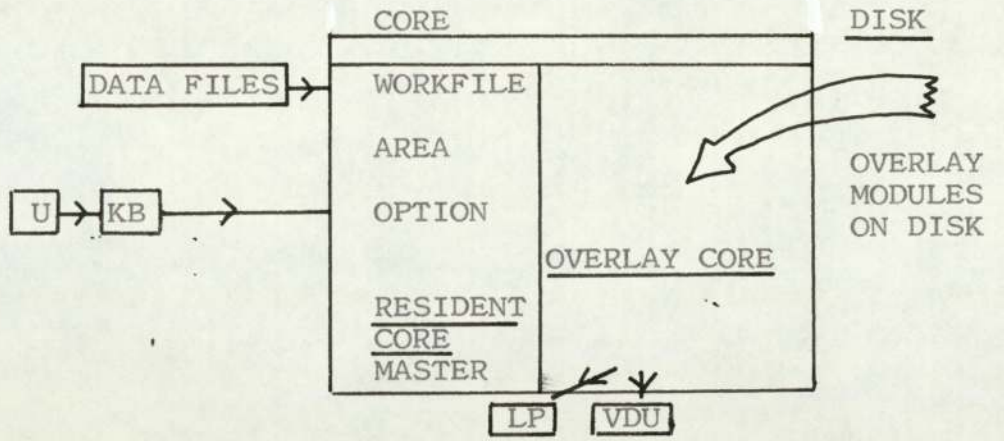 CORE
DISK
DATA FILES
WORKFILE
AREA
OVERLAY
MODULES
ON DISK
U
KB
OPTION
OVERLAY CORE
RESIDENT
CORE
MASTER
LP
VDU